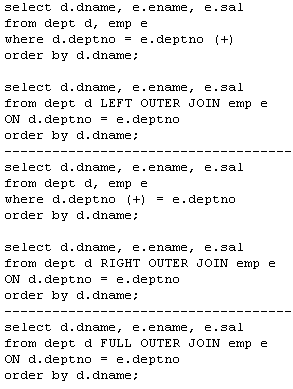 select d.dname, e.ename, e.sal
from dept d, emp e
where d.deptno = e.deptno (+)
order by d.dname;

select d.dname, e.ename, e.sal
from dept d LEFT OUTER JOIN emp e
ON d.deptno = e.deptno
order by d.dname;
------------------------------------
select d.dname, e.ename, e.sal
from dept d, emp e
where d.deptno (+) = e.deptno
order by d.dname;

select d.dname, e.ename, e.sal
from dept d RIGHT OUTER JOIN emp e
ON d.deptno = e.deptno
order by d.dname;
------------------------------------
select d.dname, e.ename, e.sal
from dept d FULL OUTER JOIN emp e
ON d.deptno = e.deptno
order by d.dname;